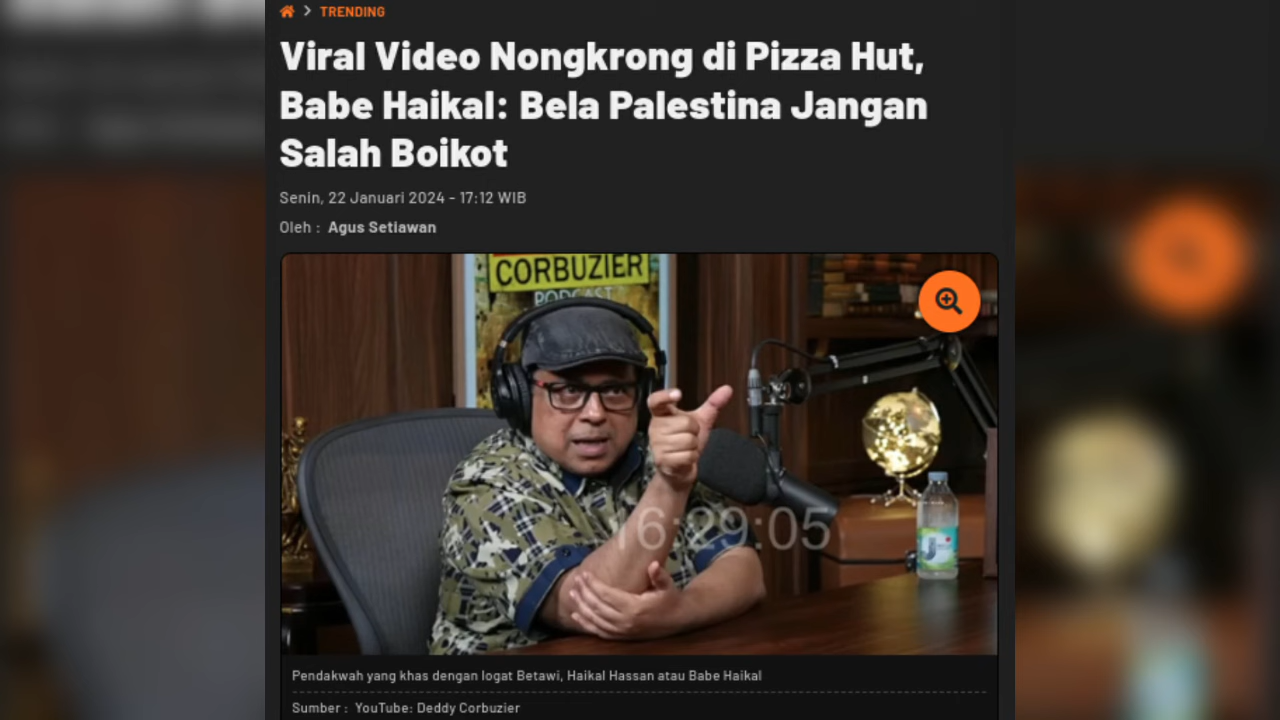 TRENDING
Viral Video Nongkrong di Pizza Hut,
Babe Haikal: Bela Palestina Jangan
Salah Boikot
Senin, 22 Januari 2024 - 17:12 WIB
Oleh : Agus Setiawan
CORBUZIER
PODCAST
16:29:05
Pendakwah yang khas dengan logat Betawi, Haikal Hassan atau Babe Haikal
Sumber : YouTube: Deddy Corbuzier